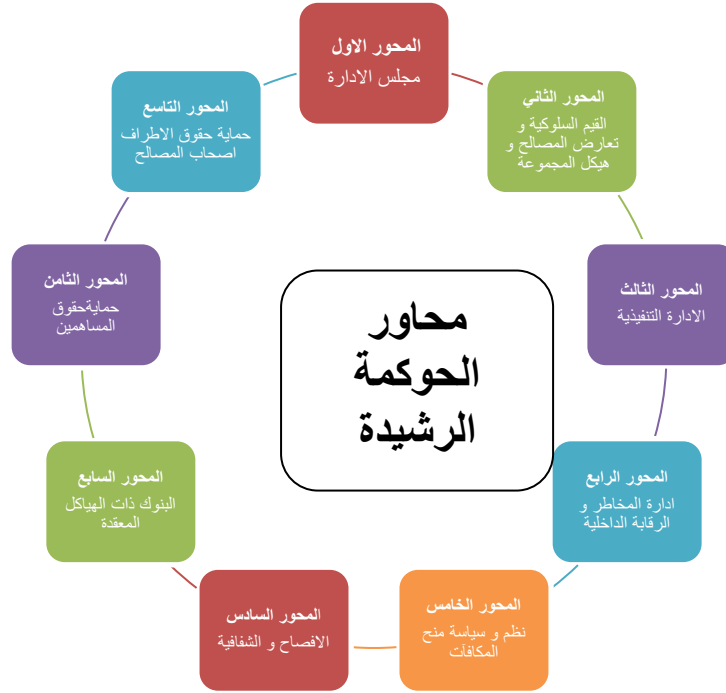 المحور الاول
مجلس الادارة
المحور الثاني
القيم السلوكية و
تعارض المصالح و
هيكل المجموعة
المحور الثالث
الادارة التنفيذية
المحور الرابع
ادارة المخاطر و
الرقابة الداخلية
المحور الخامس
نظم و سياسة منح
المكافآت
المحور السادس
الافصاح و الشفافية
المحور السابع
البنوك ذات الهياكل
المعقدة
المحور الثامن
حمايةحقوق
المساهمين
المحور التاسع
حماية حقوق الاطراف
اصحاب المصالح
محاور
الحوكمة
الرشيدة